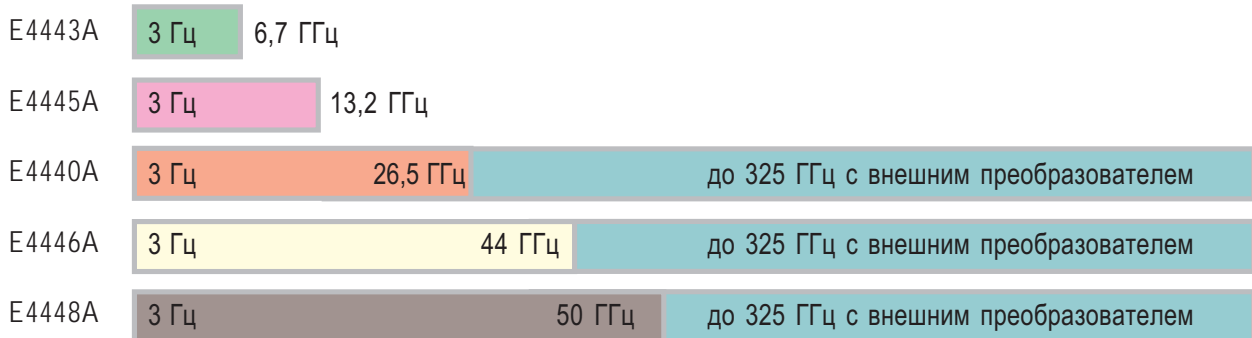 E4443A 3 Гц 6,7 ГГц
E4445A 3 Гц 13,2 ГГц
E4440A 3 Гц 26,5 ГГц до 325 ГГц с внешним преобразователем
E4446A 3 Гц 44 ГГц до 325 ГГц с внешним преобразователем
E4448A 3 Гц 50 ГГц до 325 ГГц с внешним преобразователем